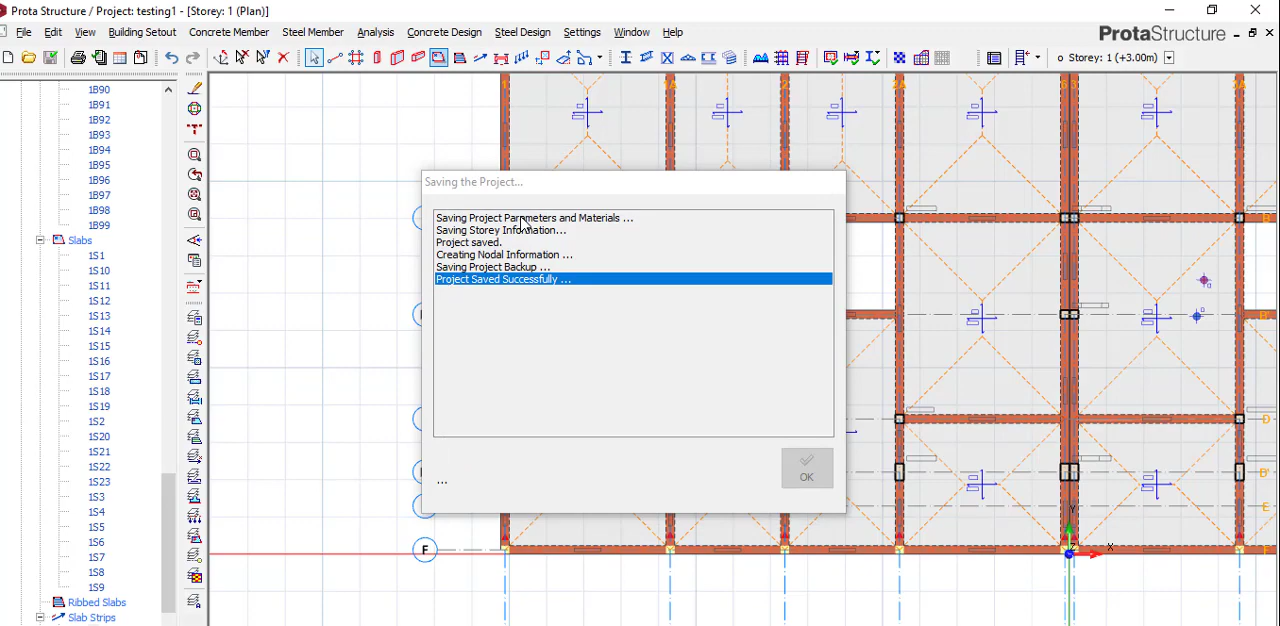 Prota Structure / Project: testing1 - [Storey: 1 (Plan)]
File Edit View Building Setout Concrete Member Steel Member Analysis Concrete Design Steel Design Settings Window Help
ProtaStructure
Storey: 1 (+3.00m)
1B90
1B91
1B92
1B93
1B94
1B95
1B96
1B97
1B98
1B99
Slabs
1S1
1S10
1S11
1S12
1S13
1S14
1S15
1S16
1S17
1S18
1S19
1S2
1S20
1S21
1S22
1S3
1S4
1S5
1S6
1S7
1S8
1S9
Ribbed Slabs
Slab Strips
Saving the Project...
Saving Project Parameters and Materials ...
Saving Storey Information...
Project saved.
Creating Nodal Information ...
Saving Project Backup ...
Project Saved Successfully ...
...
OK
1
2
D
B'
E
F
Y
X
F